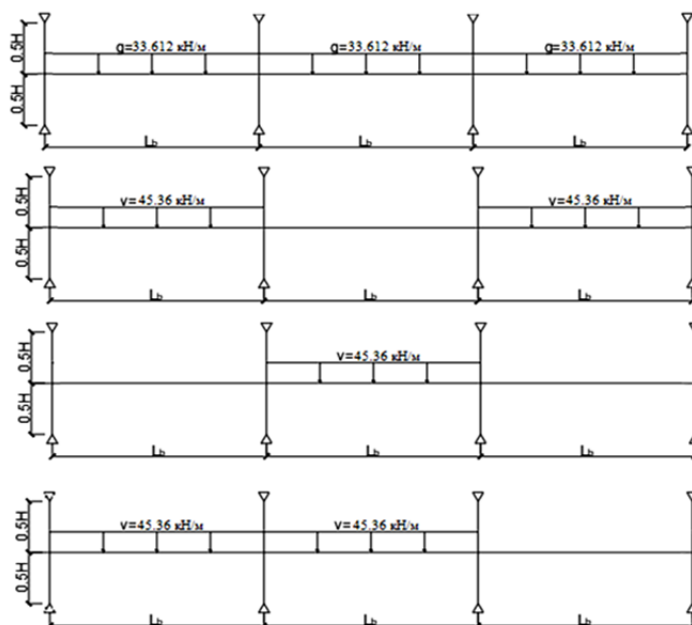 g=33.612 кН/м g=33.612 кН/м g=33.612 кН/м
0.5H
0.5H
Lb Lb Lb
v=45.36 кН/м v=45.36 кН/м
0.5H
0.5H
Lb Lb Lb
v=45.36 кН/м
0.5H
0.5H
Lb Lb Lb
v=45.36 кН/м v=45.36 кН/м
0.5H
0.5H
Lb Lb Lb